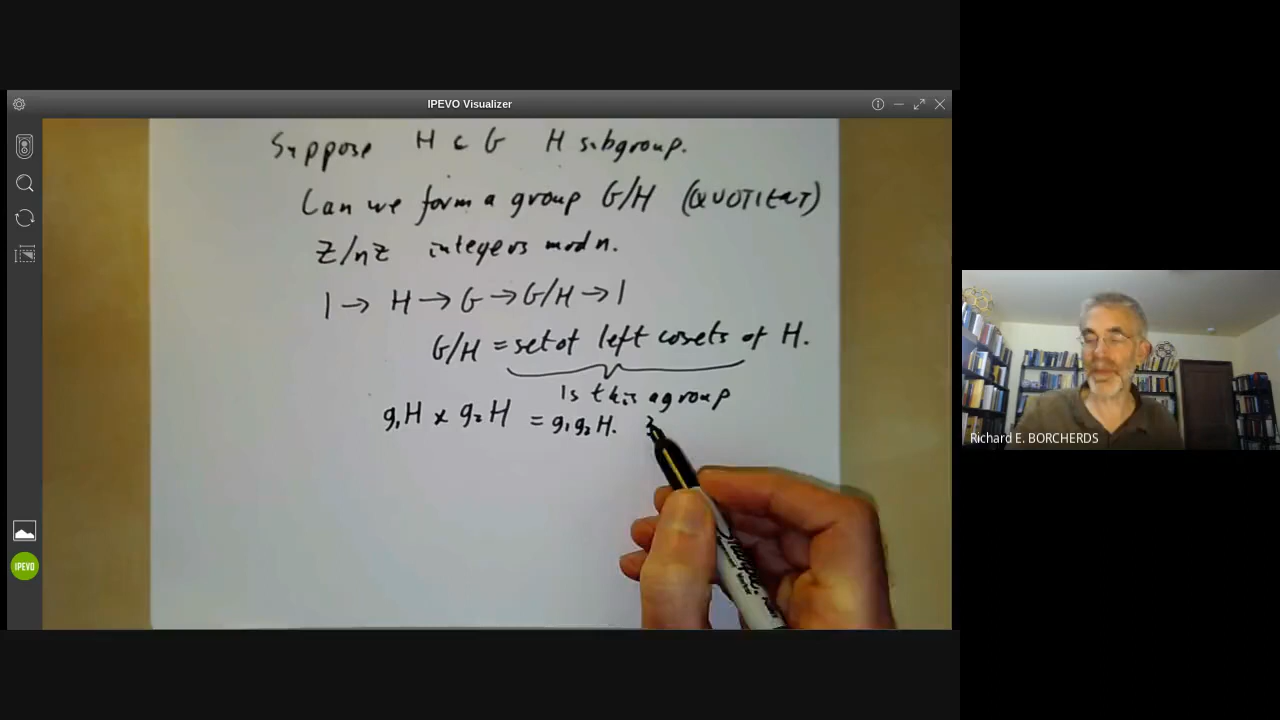 IPEVO Visualizer
Suppose H ⊂ G H subgroup.
Can we form a group G/H (QUOTIENT)
Z/nZ integers mod n.
1 → H → G → G/H → 1
G/H = set of left cosets of H.
Is this a group
g₁H × g₂H = g₁g₂H. ?
Richard E. BORCHERDS
IPEVO